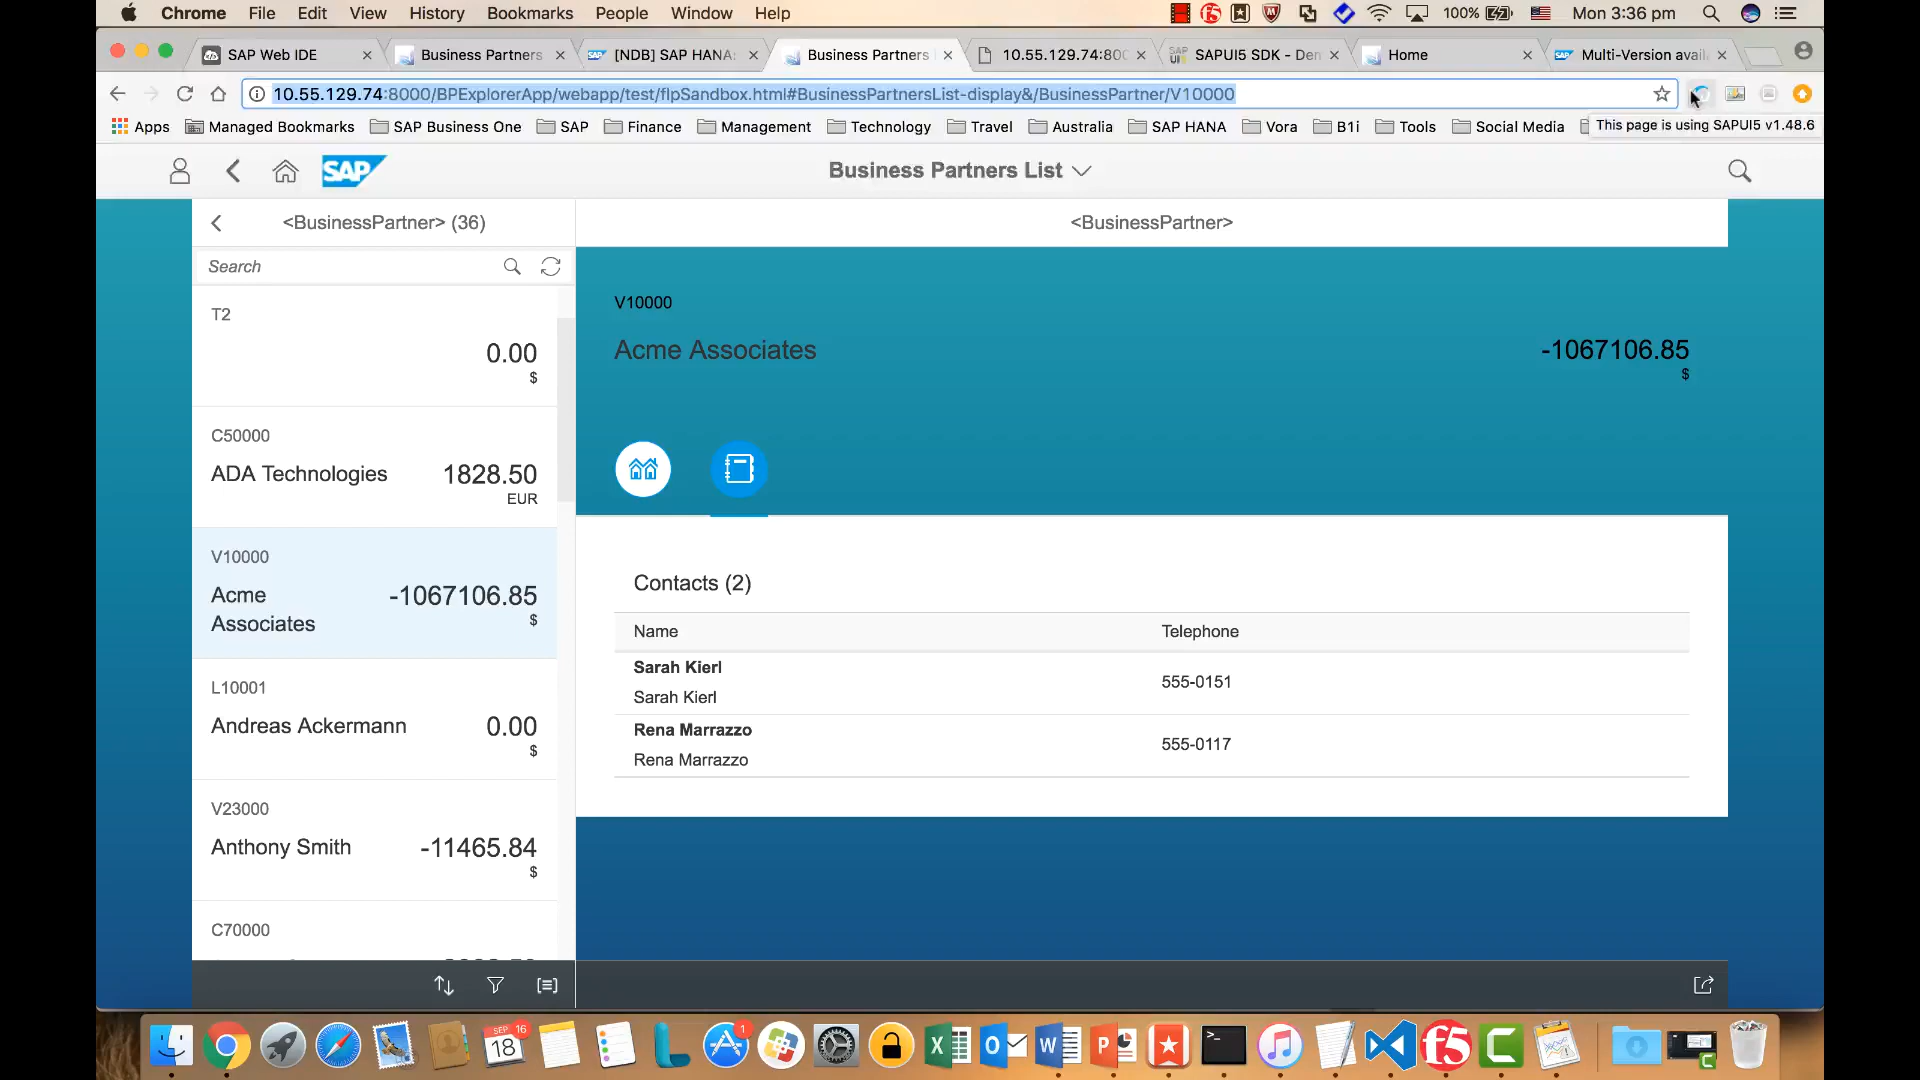 Chrome File Edit View History Bookmarks People Window Help 100% Mon 3:36 pm
SAP Web IDE Business Partners [NDB] SAP HANA Business Partners 10.55.129.74:800 SAPUI5 SDK - Den Home Multi-Version avail
10.55.129.74:8000/BPExplorerApp/webapp/test/flpSandbox.html#BusinessPartnersList-display&/BusinessPartner/V10000
Apps Managed Bookmarks SAP Business One SAP Finance Management Technology Travel Australia SAP HANA Vora B1i Tools Social Media
This page is using SAPUI5 v1.48.6
SAP Business Partners List
<BusinessPartner> (36)
<BusinessPartner>
Search
T2
0.00
$
C50000
ADA Technologies 1828.50
EUR
V10000
Acme Associates -1067106.85
$
L10001
Andreas Ackermann 0.00
$
V23000
Anthony Smith -11465.84
$
C70000
V10000
Acme Associates -1067106.85
$
Contacts (2)
Name Telephone
Sarah Kierl
Sarah Kierl
555-0151
Rena Marrazzo
Rena Marrazzo
555-0117
SEP 16
18
1